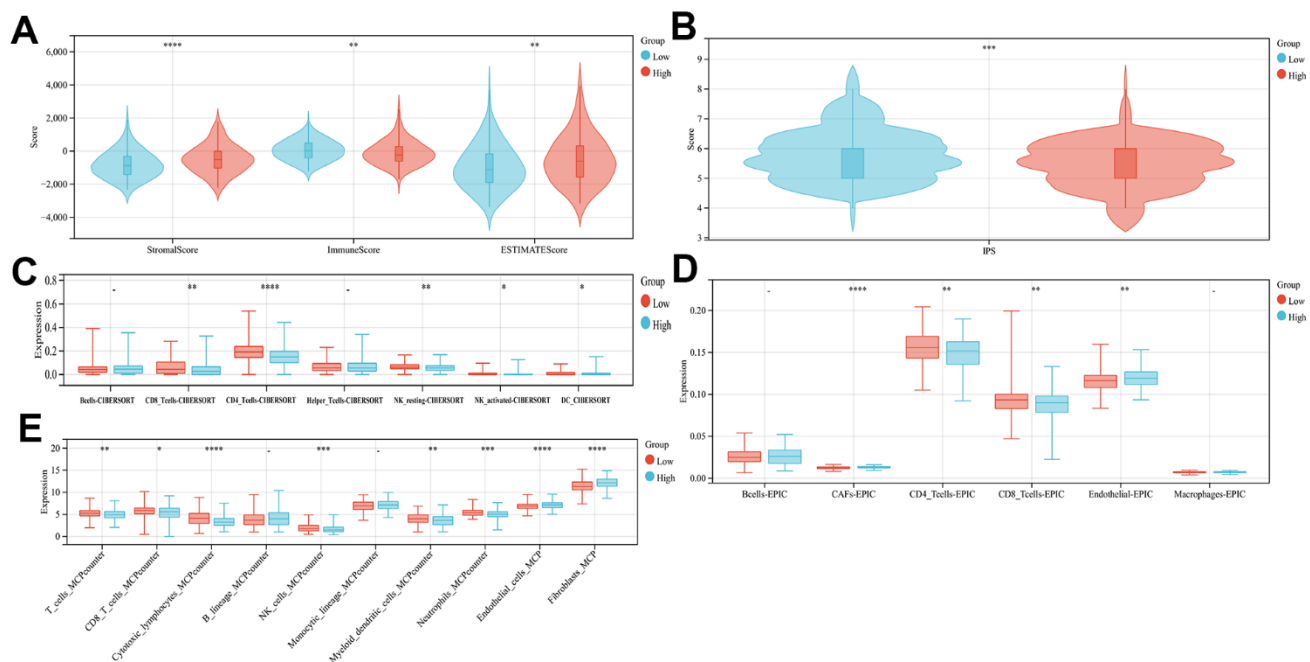 A
****
**
**
Group
Low
High
6,000
4,000
2,000
0
−2,000
−4,000
Score
StromalScore
ImmuneScore
ESTIMATEScore
B
***
Group
Low
High
9
8
7
6
5
4
3
Score
IPS
C
-
**
****
-
**
*
*
Group
Low
High
0.8
0.6
0.4
0.2
0.0
Expression
Bcells-CIBERSORT
CD8_Tcells-CIBERSORT
CD4_Tcells-CIBERSORT
Helper_Tcells-CIBERSORT
NK_resting-CIBERSORT
NK_activated-CIBERSORT
DC_CIBERSORT
D
-
****
**
**
**
-
Group
Low
High
0.20
0.15
0.10
0.05
0.00
Expression
Bcells-EPIC
CAFs-EPIC
CD4_Tcells-EPIC
CD8_Tcells-EPIC
Endothelial-EPIC
Macrophages-EPIC
E
**
*
****
-
***
-
**
***
****
****
Group
Low
High
20
15
10
5
0
Expression
T_cells_MCPcounter
CD8_T_cells_MCPcounter
Cytotoxic_lymphocytes_MCPcounter
B_lineage_MCPcounter
NK_cells_MCPcounter
Monocytic_lineage_MCPcounter
Myeloid_dendritic_cells_MCPcounter
Neutrophils_MCPcounter
Endothelial_cells_MCP
Fibroblasts_MCP